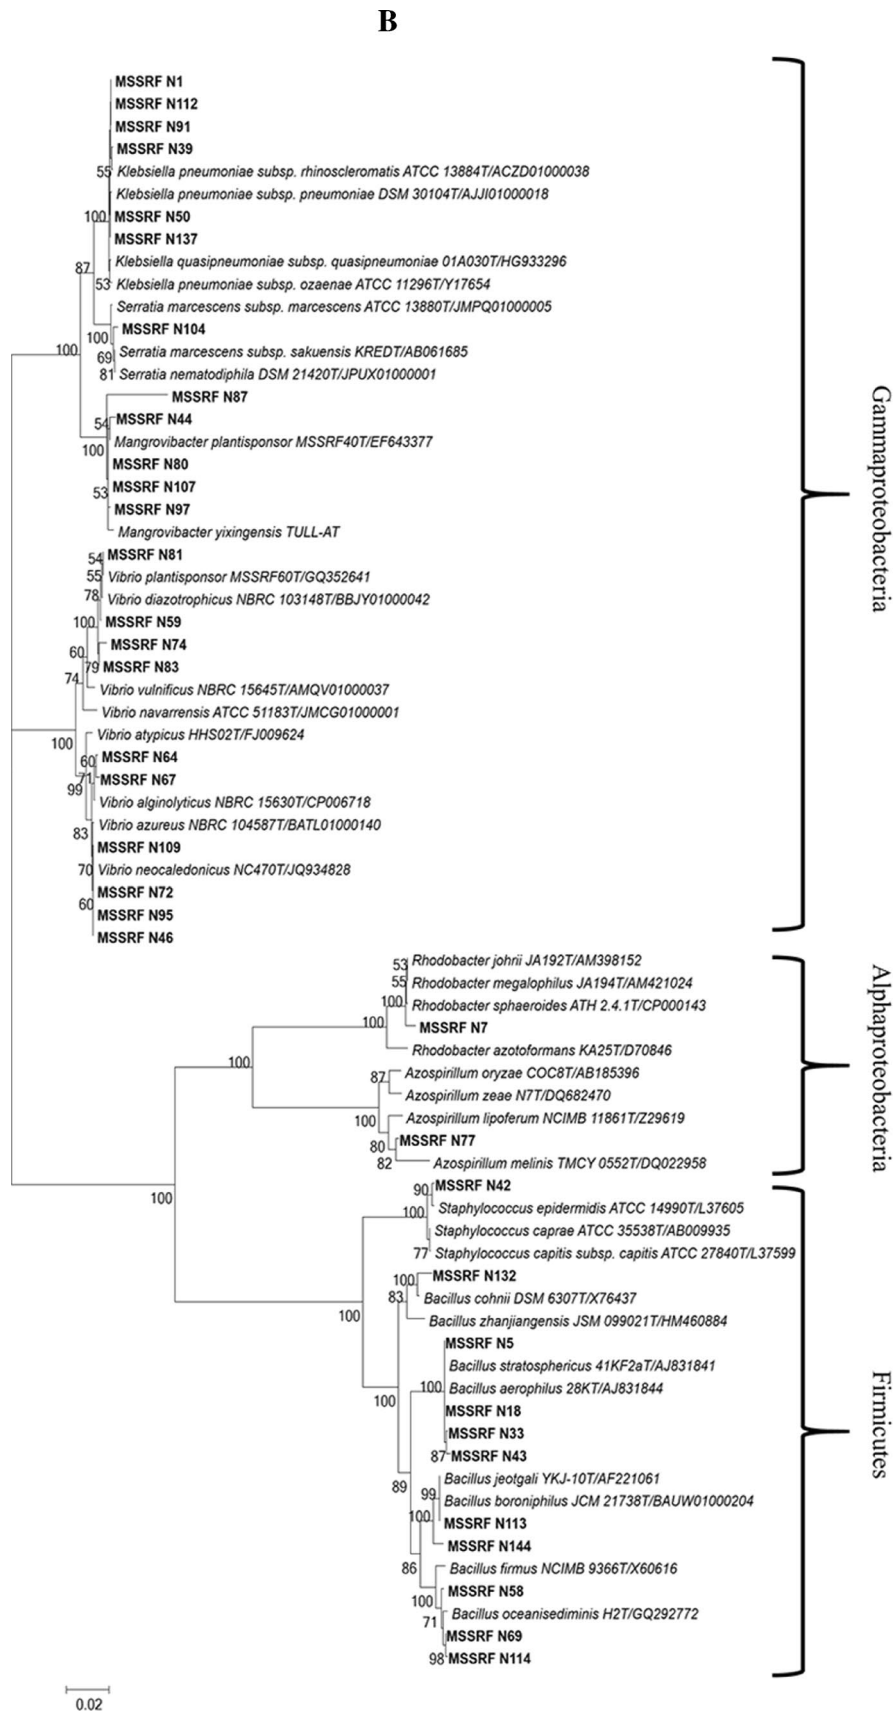 B
MSSRF N1
MSSRF N112
MSSRF N91
MSSRF N39
55
Klebsiella pneumoniae subsp. rhinoscleromatis ATCC 13884T/ACZD01000038
Klebsiella pneumoniae subsp. pneumoniae DSM 30104T/AJJI01000018
100
MSSRF N50
MSSRF N137
87
Klebsiella quasipneumoniae subsp. quasipneumoniae 01A030T/HG933296
53
Klebsiella pneumoniae subsp. ozaenae ATCC 11296T/Y17654
Serratia marcescens subsp. marcescens ATCC 13880T/JMPQ01000005
MSSRF N104
100
100
69
Serratia marcescens subsp. sakuensis KREDT/AB061685
81
Serratia nematodiphila DSM 21420T/JPUX01000001
MSSRF N87
54
MSSRF N44
100
Mangrovibacter plantisponsor MSSRF40T/EF643377
MSSRF N80
MSSRF N107
53
MSSRF N97
Mangrovibacter yixingensis TULL-AT
Gammaproteobacteria
54
MSSRF N81
55
Vibrio plantisponsor MSSRF60T/GQ352641
78
Vibrio diazotrophicus NBRC 103148T/BBJY01000042
100
MSSRF N59
60
MSSRF N74
79
MSSRF N83
74
Vibrio vulnificus NBRC 15645T/AMQV01000037
Vibrio navarrensis ATCC 51183T/JMCG01000001
100
Vibrio atypicus HHS02T/FJ009624
60
MSSRF N64
71
MSSRF N67
99
Vibrio alginolyticus NBRC 15630T/CP006718
83
Vibrio azureus NBRC 104587T/BATL01000140
MSSRF N109
70
Vibrio neocaledonicus NC470T/JQ934828
MSSRF N72
60
MSSRF N95
MSSRF N46
53
Rhodobacter johrii JA192T/AM398152
55
Rhodobacter megalophilus JA194T/AM421024
100
Rhodobacter sphaeroides ATH 2.4.1T/CP000143
100
MSSRF N7
Rhodobacter azotoformans KA25T/D70846
100
87
Azospirillum oryzae COC8T/AB185396
Azospirillum zeae N7T/DQ682470
100
Azospirillum lipoferum NCIMB 11861T/Z29619
80
MSSRF N77
82
Azospirillum melinis TMCY 0552T/DQ022958
Alphaproteobacteria
100
90
MSSRF N42
100
Staphylococcus epidermidis ATCC 14990T/L37605
Staphylococcus caprae ATCC 35538T/AB009935
77
Staphylococcus capitis subsp. capitis ATCC 27840T/L37599
100
MSSRF N132
83
Bacillus cohnii DSM 6307T/X76437
100
Bacillus zhanjiangensis JSM 099021T/HM460884
MSSRF N5
Bacillus stratosphericus 41KF2aT/AJ831841
100
Bacillus aerophilus 28KT/AJ831844
100
MSSRF N18
MSSRF N33
87
MSSRF N43
Firmicutes
89
Bacillus jeotgali YKJ-10T/AF221061
99
Bacillus boroniphilus JCM 21738T/BAUW01000204
100
MSSRF N113
MSSRF N144
86
Bacillus firmus NCIMB 9366T/X60616
MSSRF N58
100
Bacillus oceanisediminis H2T/GQ292772
71
MSSRF N69
98
MSSRF N114
0.02